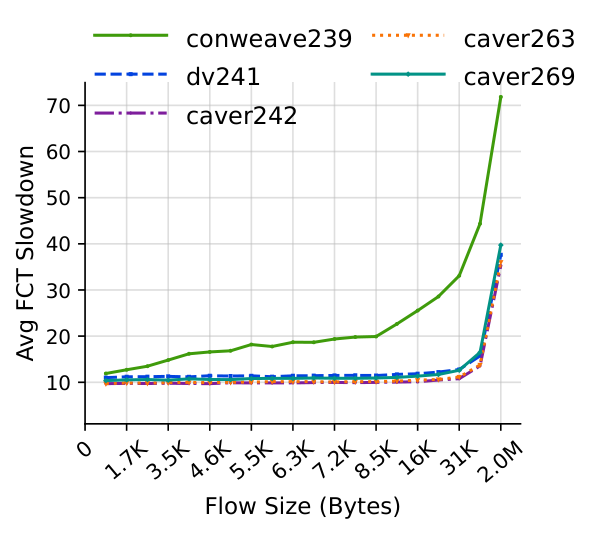 conweave239 caver263
dv241 caver269
caver242
70
60
50
40
30
20
10
Avg FCT Slowdown
0 1.7K 3.5K 4.6K 5.5K 6.3K 7.2K 8.5K 16K 31K 2.0M
Flow Size (Bytes)